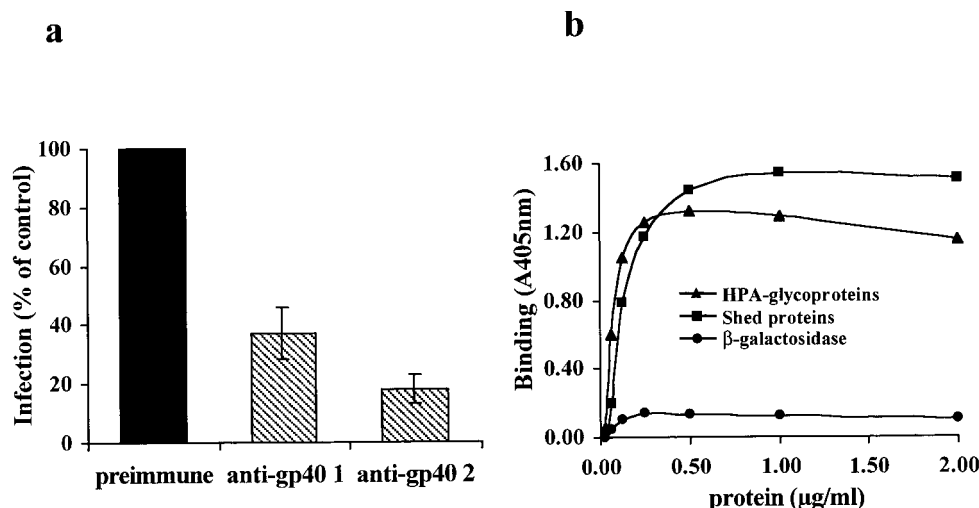 a
Infection (% of control)
100
80
60
40
20
0
preimmune anti-gp40 1 anti-gp40 2
b
Binding (A405nm)
1.60
1.20
0.80
0.40
0.00
HPA-glycoproteins
Shed proteins
β-galactosidase
0.00 0.50 1.00 1.50 2.00
protein (µg/ml)